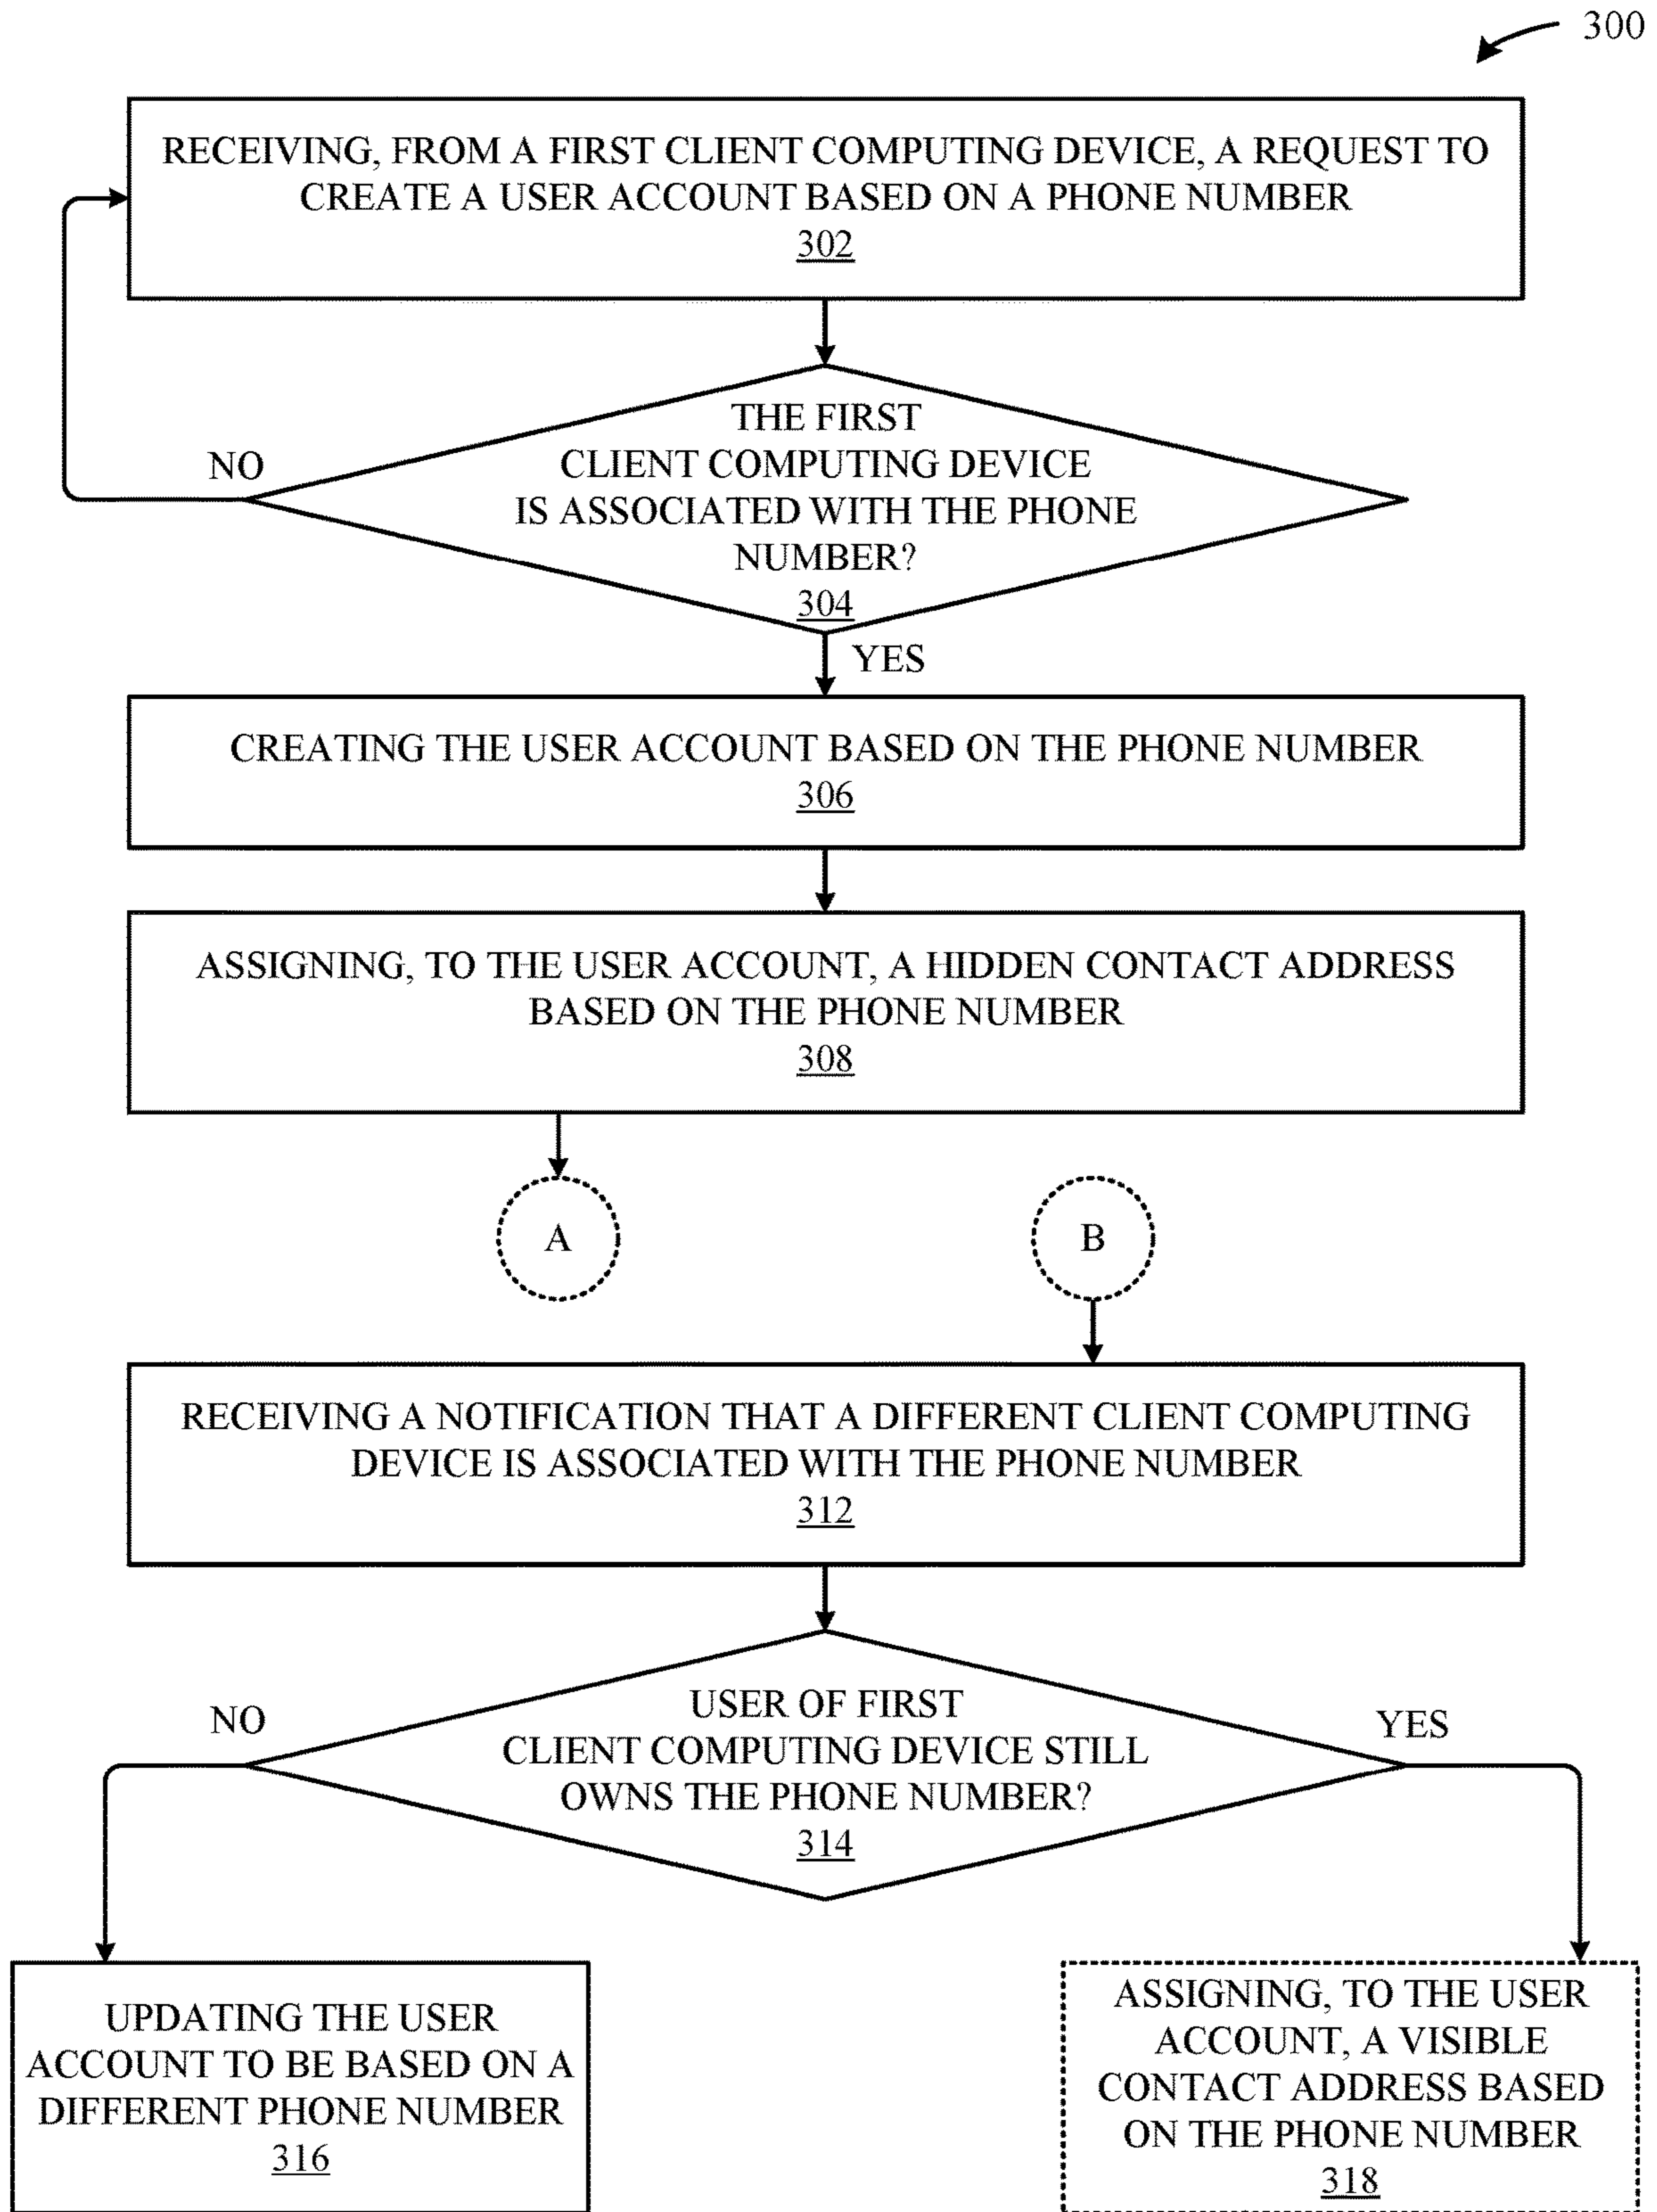 300
RECEIVING, FROM A FIRST CLIENT COMPUTING DEVICE, A REQUEST TO
CREATE A USER ACCOUNT BASED ON A PHONE NUMBER
302
THE FIRST
CLIENT COMPUTING DEVICE
IS ASSOCIATED WITH THE PHONE
NUMBER?
304
NO
YES
CREATING THE USER ACCOUNT BASED ON THE PHONE NUMBER
306
ASSIGNING, TO THE USER ACCOUNT, A HIDDEN CONTACT ADDRESS
BASED ON THE PHONE NUMBER
308
A
B
RECEIVING A NOTIFICATION THAT A DIFFERENT CLIENT COMPUTING
DEVICE IS ASSOCIATED WITH THE PHONE NUMBER
312
USER OF FIRST
CLIENT COMPUTING DEVICE STILL
OWNS THE PHONE NUMBER?
314
NO
YES
UPDATING THE USER
ACCOUNT TO BE BASED ON A
DIFFERENT PHONE NUMBER
316
ASSIGNING, TO THE USER
ACCOUNT, A VISIBLE
CONTACT ADDRESS BASED
ON THE PHONE NUMBER
318